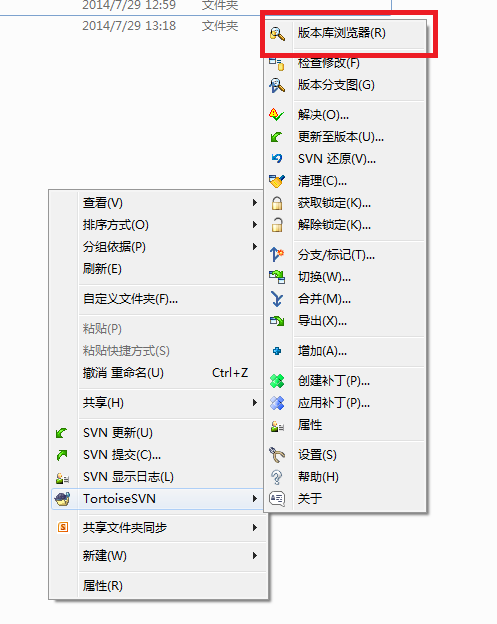 2014/7/29 12:59 文件夹
2014/7/29 13:18 文件夹
版本库浏览器(R)
检查修改(F)
版本分支图(G)
解决(O)...
更新至版本(U)...
SVN 还原(V)...
清理(C)...
获取锁定(K)...
解除锁定(K)...
分支/标记(T)...
切换(W)...
合并(M)...
导出(X)...
增加(A)...
创建补丁(P)...
应用补丁(P)...
属性
设置(S)
帮助(H)
关于
查看(V)
排序方式(O)
分组依据(P)
刷新(E)
自定义文件夹(F)...
粘贴(P)
粘贴快捷方式(S)
撤消 重命名(U) Ctrl+Z
共享(H)
SVN 更新(U)
SVN 提交(C)...
SVN 显示日志(L)
TortoiseSVN
共享文件夹同步
新建(W)
属性(R)